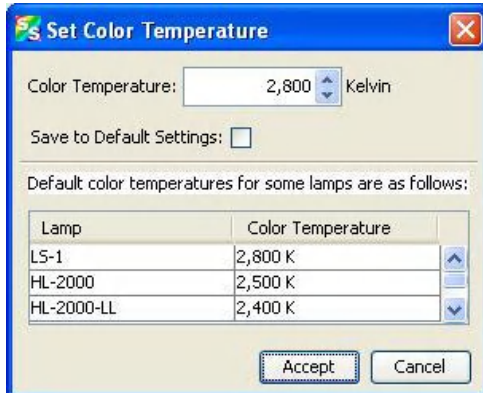 SS Set Color Temperature
Color Temperature: 2,800 Kelvin
Save to Default Settings:
Default color temperatures for some lamps are as follows:
Lamp Color Temperature
LS-1 2,800 K
HL-2000 2,500 K
HL-2000-LL 2,400 K
Accept Cancel